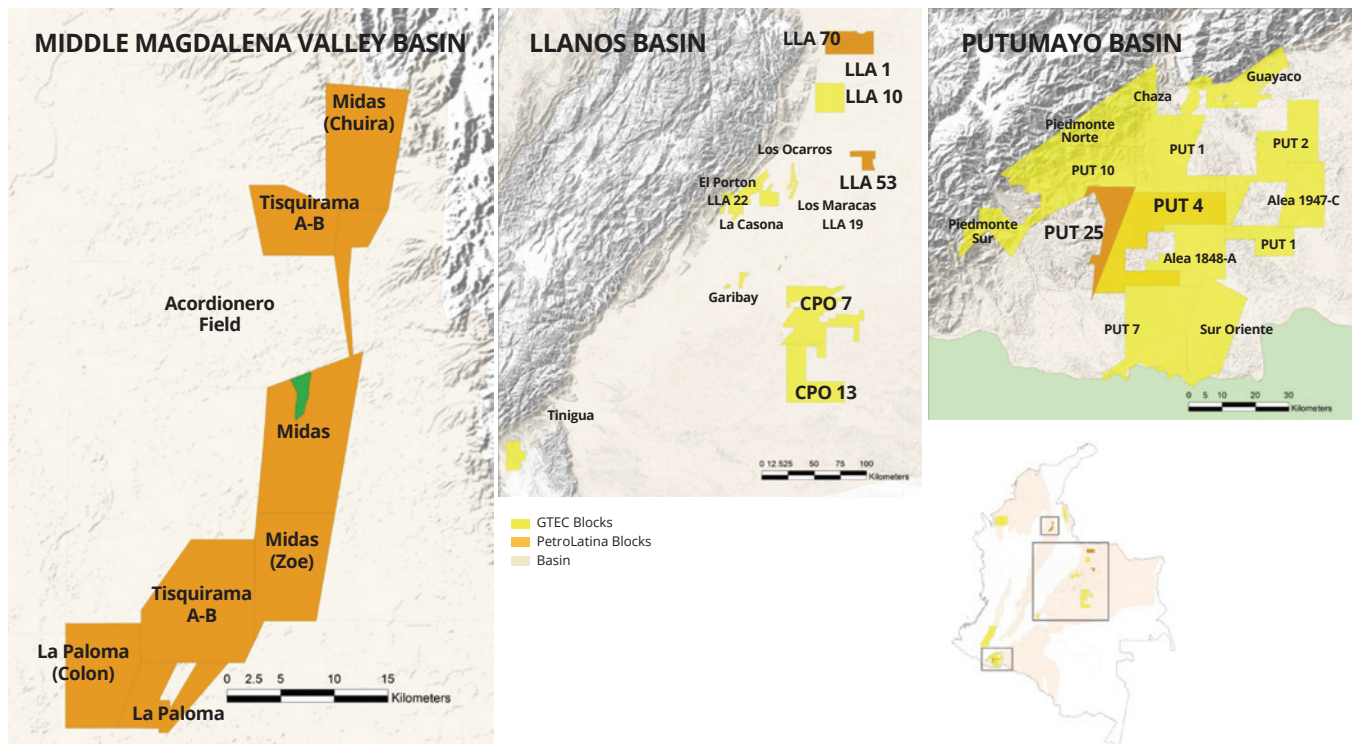 MIDDLE MAGDALENA VALLEY BASIN
Midas
(Chuira)
Tisquirama
A-B
Acordionero
Field
Midas
Midas
(Zoe)
Tisquirama
A-B
La Paloma
(Colon)
La Paloma
0 2.5 5 10 15
Kilometers
LLANOS BASIN
LLA 70
LLA 1
LLA 10
Los Ocarros
El Porton
LLA 53
LLA 22
Los Maracas
La Casona
LLA 19
Garibay
CPO 7
CPO 13
Tinigua
0 12.525 50 75 100
Kilometers
GTEC Blocks
PetroLatina Blocks
Basin
PUTUMAYO BASIN
Guayaco
Chaza
Piedmonte
Norte
PUT 1
PUT 2
PUT 10
PUT 4
Alea 1947-C
Piedmonte
Sur
PUT 25
PUT 1
Alea 1848-A
PUT 7
Sur Oriente
0 5 10 20 30
Kilometers